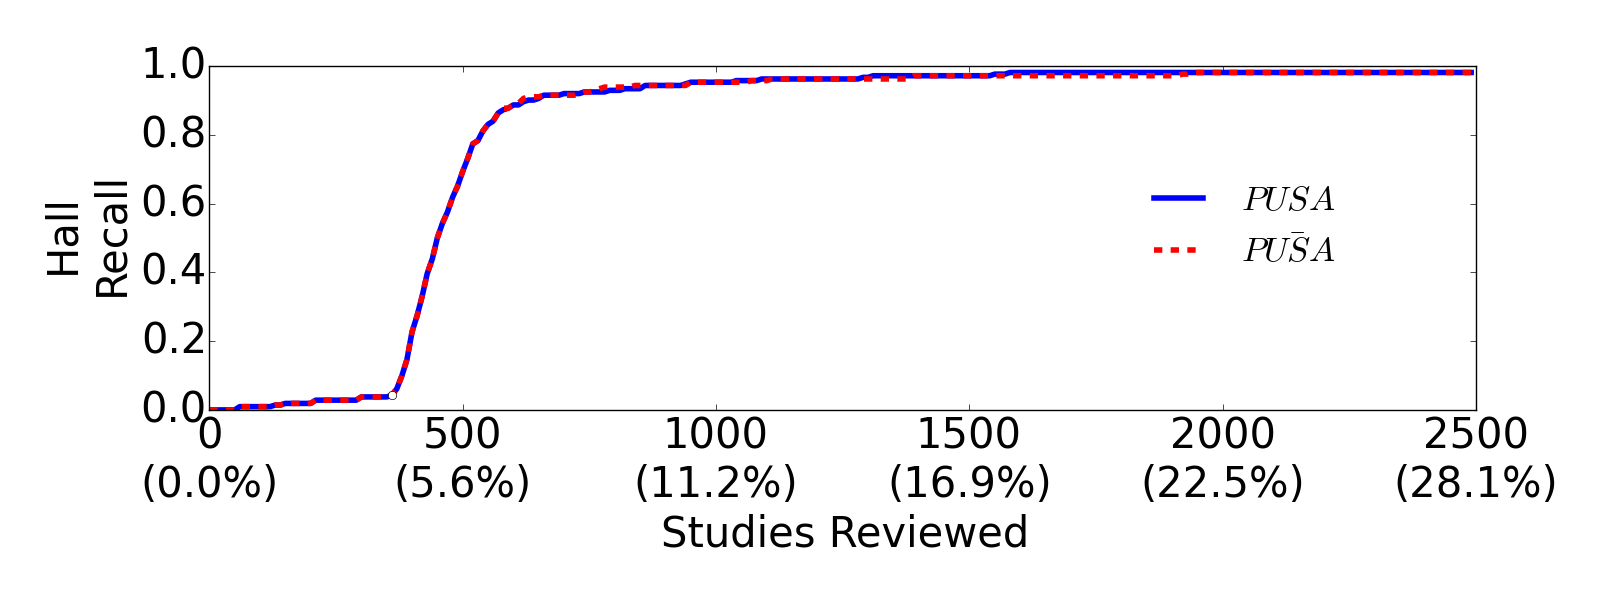 Hall
Recall
1.0
0.8
0.6
0.4
0.2
0.0
PUSA
PUS̄A
0 500 1000 1500 2000 2500
(0.0%) (5.6%) (11.2%) (16.9%) (22.5%) (28.1%)
Studies Reviewed